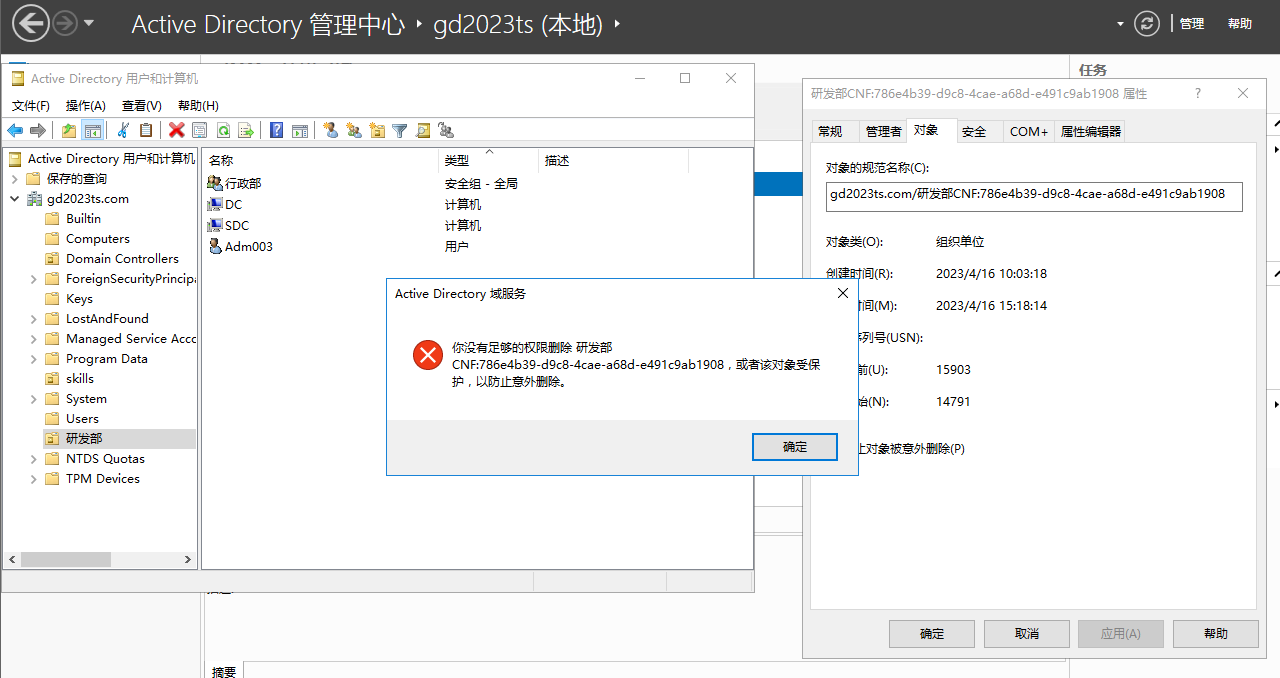 Active Directory 管理中心 gd2023ts (本地)
管理 帮助
任务
Active Directory 用户和计算机
文件(F) 操作(A) 查看(V) 帮助(H)
Active Directory 用户和计算机
保存的查询
gd2023ts.com
Builtin
Computers
Domain Controllers
ForeignSecurityPrincipa
Keys
LostAndFound
Managed Service Acc
Program Data
skills
System
Users
研发部
NTDS Quotas
TPM Devices
名称 类型 描述
行政部 安全组 - 全局
DC 计算机
SDC 计算机
Adm003 用户
Active Directory 域服务
你没有足够的权限删除 研发部
CNF:786e4b39-d9c8-4cae-a68d-e491c9ab1908，或者该对象受保
护，以防止意外删除。
确定
研发部CNF:786e4b39-d9c8-4cae-a68d-e491c9ab1908 属性
常规 管理者 对象 安全 COM+ 属性编辑器
对象的规范名称(C):
gd2023ts.com/研发部CNF:786e4b39-d9c8-4cae-a68d-e491c9ab1908
对象类(O): 组织单位
创建时间(R): 2023/4/16 10:03:18
时间(M): 2023/4/16 15:18:14
序列号(USN):
前(U): 15903
始(N): 14791
止对象被意外删除(P)
确定 取消 应用(A) 帮助
摘要